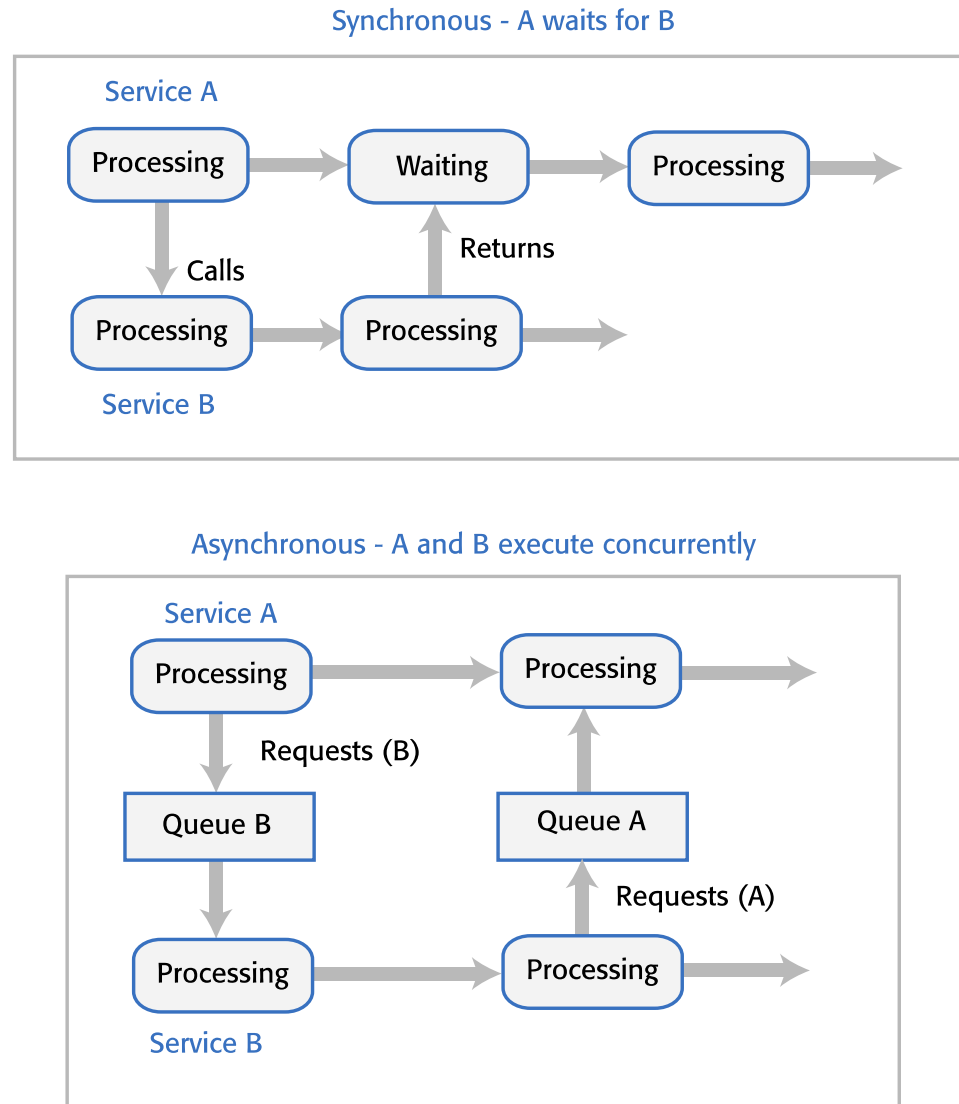 Synchronous - A waits for B
Service A
Processing
Waiting
Processing
Returns
Calls
Processing
Processing
Service B
Asynchronous - A and B execute concurrently
Service A
Processing
Processing
Requests (B)
Queue B
Queue A
Requests (A)
Processing
Processing
Service B